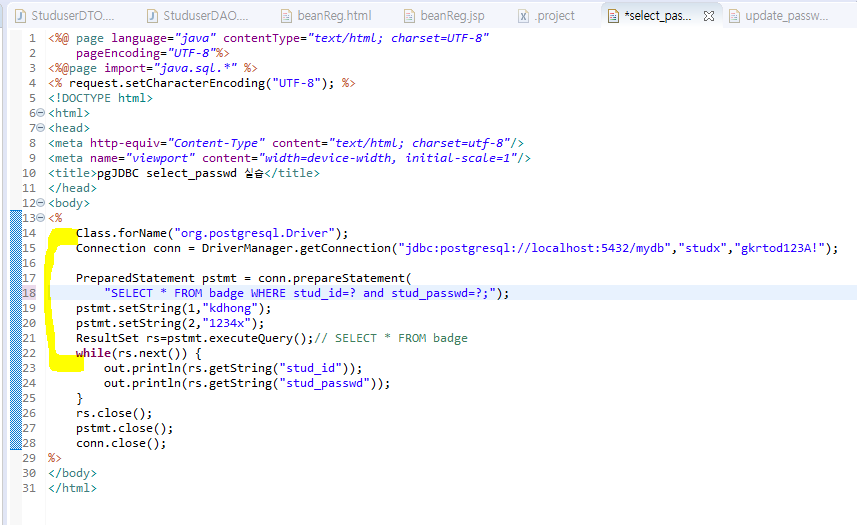 StuduserDTO.... StuduserDAO.... beanReg.html beanReg.jsp .project *select_pas... update_passw...
1 <%@ page language="java" contentType="text/html; charset=UTF-8"
2 pageEncoding="UTF-8"%>
3 <%@page import="java.sql.*" %>
4 <% request.setCharacterEncoding("UTF-8"); %>
5 <!DOCTYPE html>
6 <html>
7 <head>
8 <meta http-equiv="Content-Type" content="text/html; charset=utf-8"/>
9 <meta name="viewport" content="width=device-width, initial-scale=1"/>
10 <title>pgJDBC select_passwd 실습</title>
11 </head>
12 <body>
13 <%
14 Class.forName("org.postgresql.Driver");
15 Connection conn = DriverManager.getConnection("jdbc:postgresql://localhost:5432/mydb","studx","gkrtod123A!");
16
17 PreparedStatement pstmt = conn.prepareStatement(
18 "SELECT * FROM badge WHERE stud_id=? and stud_passwd=?;");
19 pstmt.setString(1,"kdhong");
20 pstmt.setString(2,"1234x");
21 ResultSet rs=pstmt.executeQuery();// SELECT * FROM badge
22 while(rs.next()) {
23 out.println(rs.getString("stud_id"));
24 out.println(rs.getString("stud_passwd"));
25 }
26 rs.close();
27 pstmt.close();
28 conn.close();
29 %>
30 </body>
31 </html>